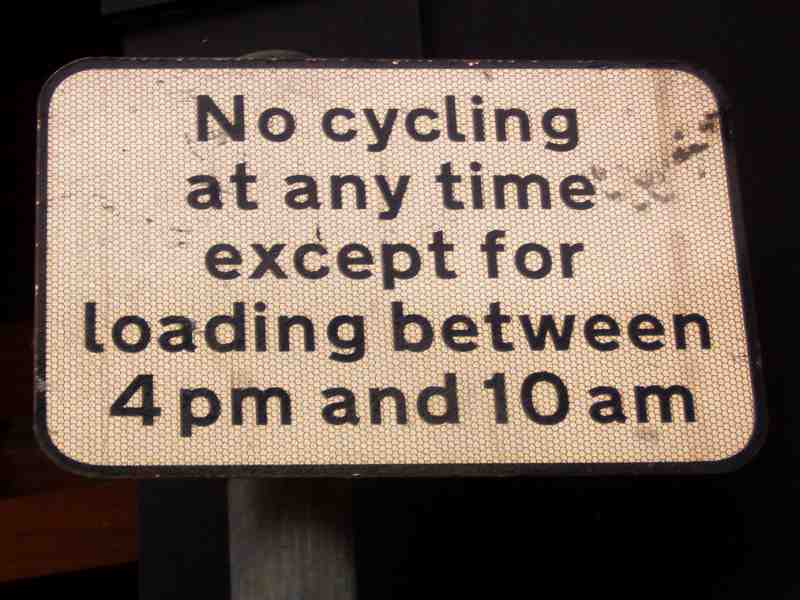 No cycling
at any time
except for
loading between
4 pm and 10 am